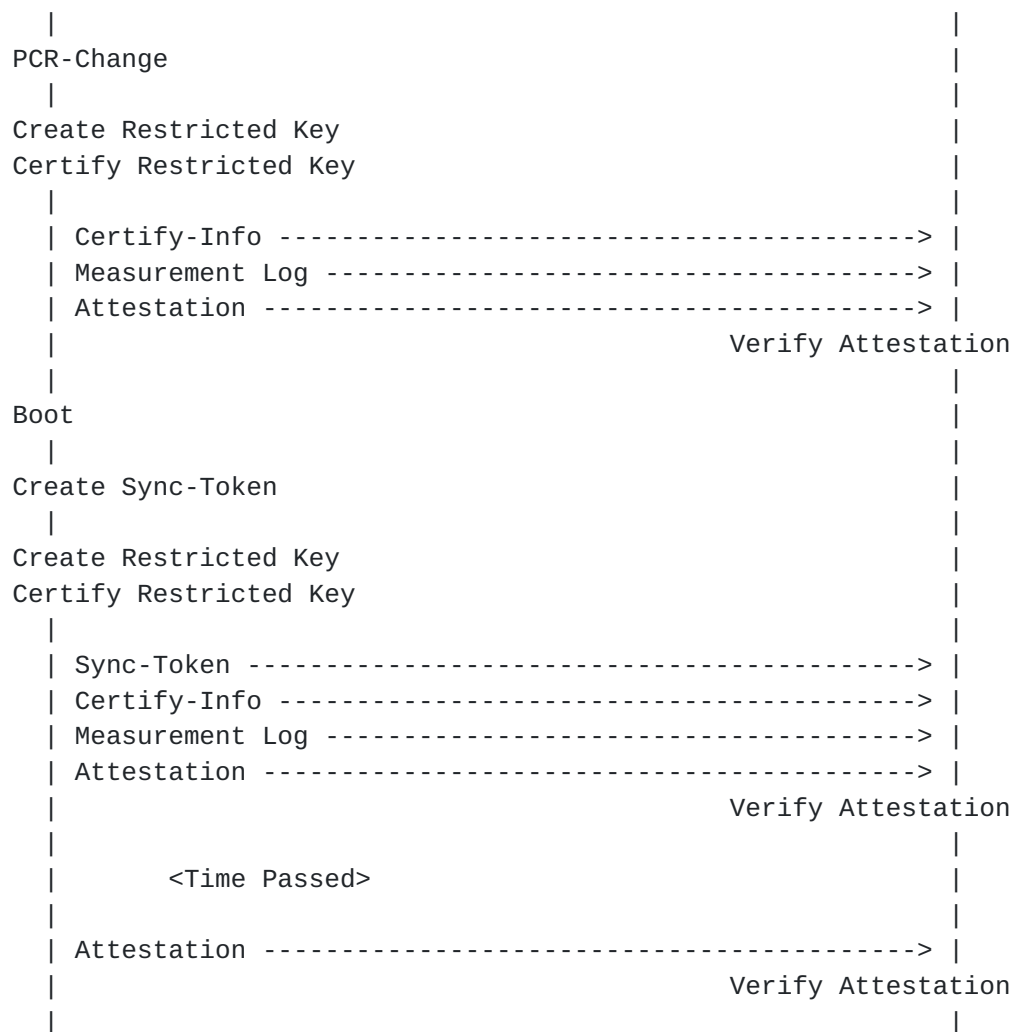 |                                                         |
PCR-Change                                                  |
  |                                                         |
Create Restricted Key                                       |
Certify Restricted Key                                      |
  |                                                         |
  | Certify-Info -----------------------------------------> |
  | Measurement Log --------------------------------------> |
  | Attestation ------------------------------------------> |
  |                                           Verify Attestation
  |                                                         |
Boot                                                        |
  |                                                         |
Create Sync-Token                                           |
  |                                                         |
Create Restricted Key                                       |
Certify Restricted Key                                      |
  |                                                         |
  | Sync-Token -------------------------------------------> |
  | Certify-Info -----------------------------------------> |
  | Measurement Log --------------------------------------> |
  | Attestation ------------------------------------------> |
  |                                           Verify Attestation
  |                                                         |
  |       <Time Passed>                                     |
  |                                                         |
  | Attestation ------------------------------------------> |
  |                                           Verify Attestation
  |                                                         |